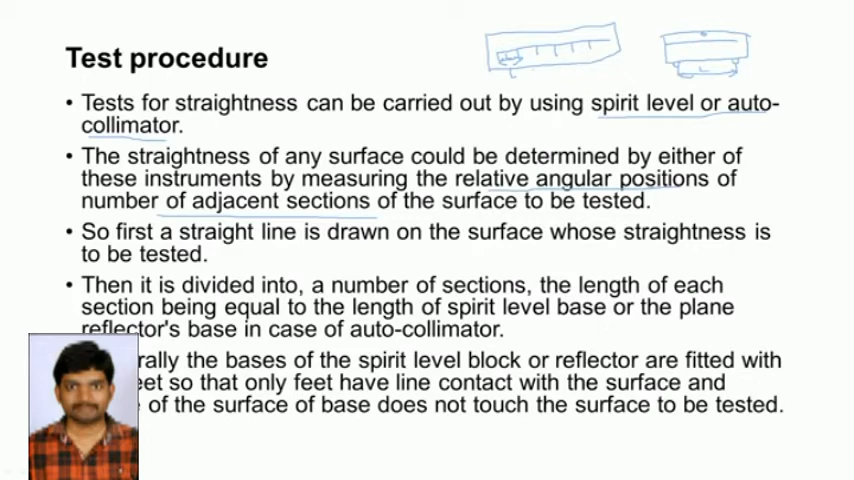 Test procedure
• Tests for straightness can be carried out by using spirit level or auto-
collimator.
• The straightness of any surface could be determined by either of
these instruments by measuring the relative angular positions of
number of adjacent sections of the surface to be tested.
• So first a straight line is drawn on the surface whose straightness is
to be tested.
• Then it is divided into, a number of sections, the length of each
section being equal to the length of spirit level base or the plane
reflector's base in case of auto-collimator.
rally the bases of the spirit level block or reflector are fitted with
eet so that only feet have line contact with the surface and
of the surface of base does not touch the surface to be tested.